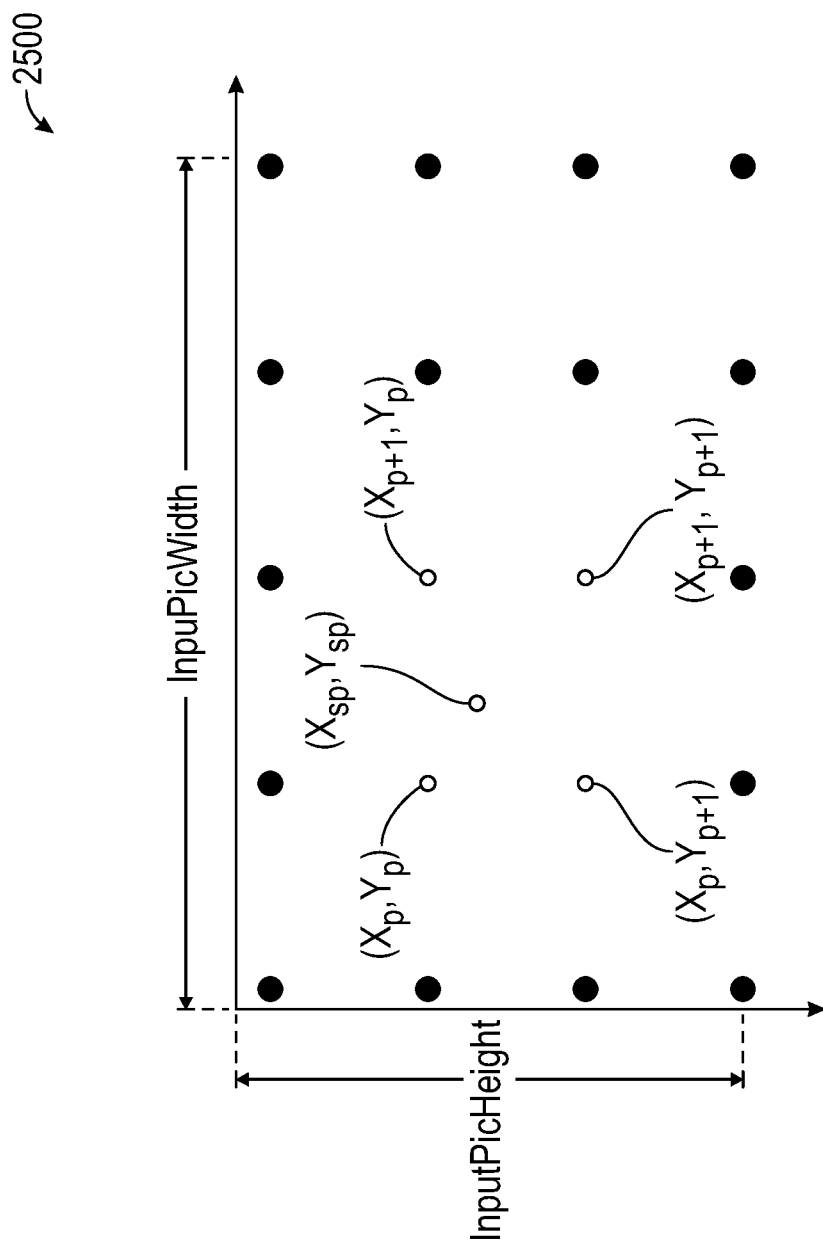 2500
InpuPicWidth
InputPicHeight
(Xp, Yp)
(Xsp, Ysp)
(Xp+1, Yp)
(Xp, Yp+1)
(Xp+1, Yp+1)